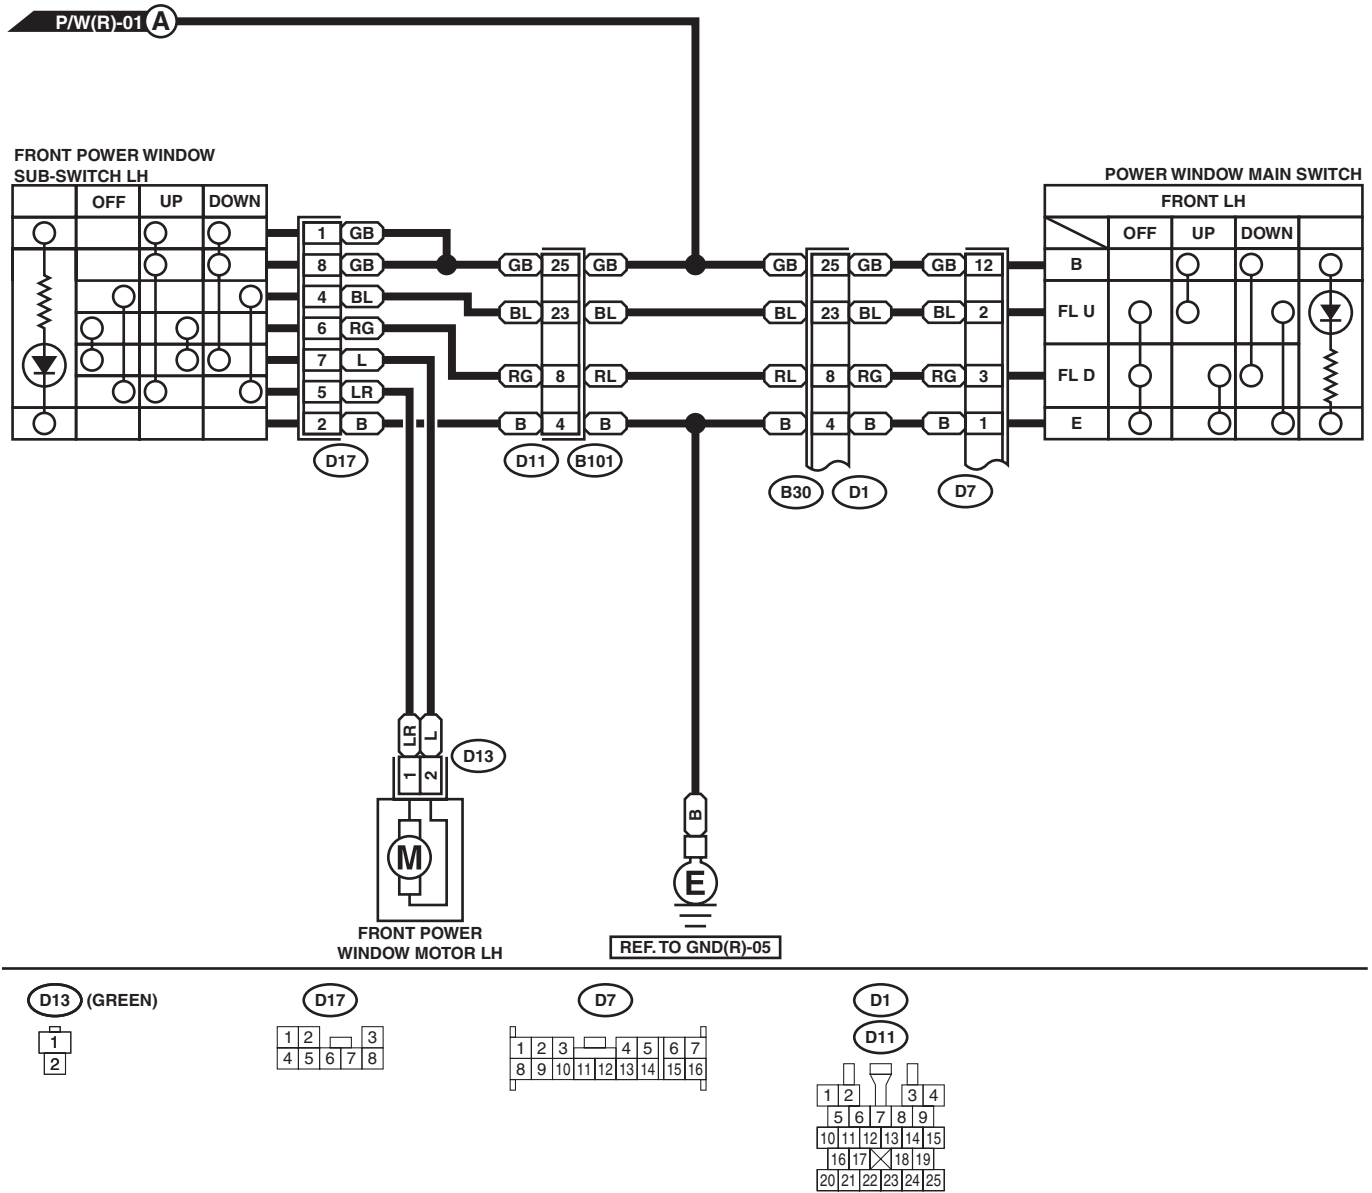 P/W(R)-01 A
FRONT POWER WINDOW
SUB-SWITCH LH
OFF UP DOWN
1 GB
8 GB
4 BL
6 RG
7 L
5 LR
2 B
D17
GB 25 GB
BL 23 BL
RG 8 RL
B 4 B
D11 B101
GB 25 GB
BL 23 BL
RL 8 RG
B 4 B
B30 D1
GB 12
BL 2
RG 3
B 1
D7
POWER WINDOW MAIN SWITCH
FRONT LH
OFF UP DOWN
B
FL U
FL D
E
LR L
1 2
D13
M
FRONT POWER
WINDOW MOTOR LH
B
E
REF. TO GND(R)-05
D13 (GREEN)
1
2
D17
1 2 3
4 5 6 7 8
D7
1 2 3 4 5 6 7
8 9 10 11 12 13 14 15 16
D1
D11
1 2 3 4
5 6 7 8 9
10 11 12 13 14 15
16 17 18 19
20 21 22 23 24 25